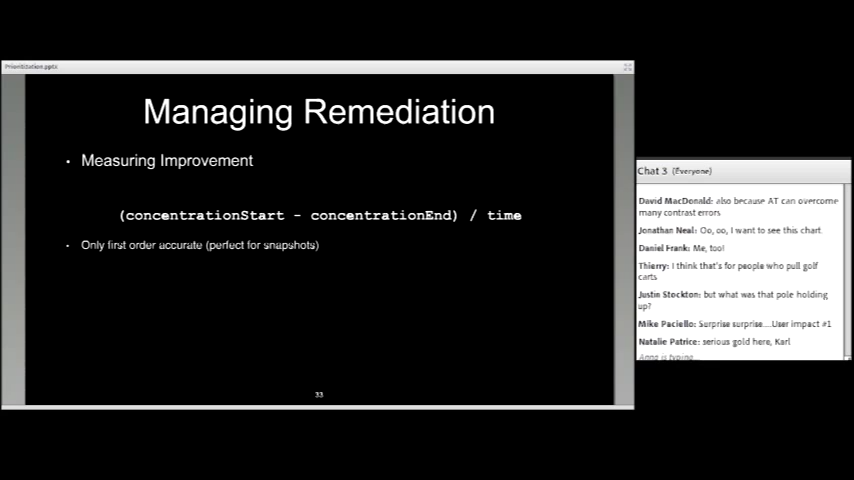 Prioritization.pptx
Managing Remediation
• Measuring Improvement
(concentrationStart - concentrationEnd) / time
• Only first order accurate (perfect for snapshots)
33
Chat 3 (Everyone)
David MacDonald: also because AT can overcome
many contrast errors
Jonathan Neal: Oo, oo, I want to see this chart.
Daniel Frank: Me, too!
Thierry: I think that's for people who pull golf
carts
Justin Stockton: but what was that pole holding
up?
Mike Paciello: Surprise surprise....User impact #1
Natalie Patrice: serious gold here, Karl
Anna is typing...